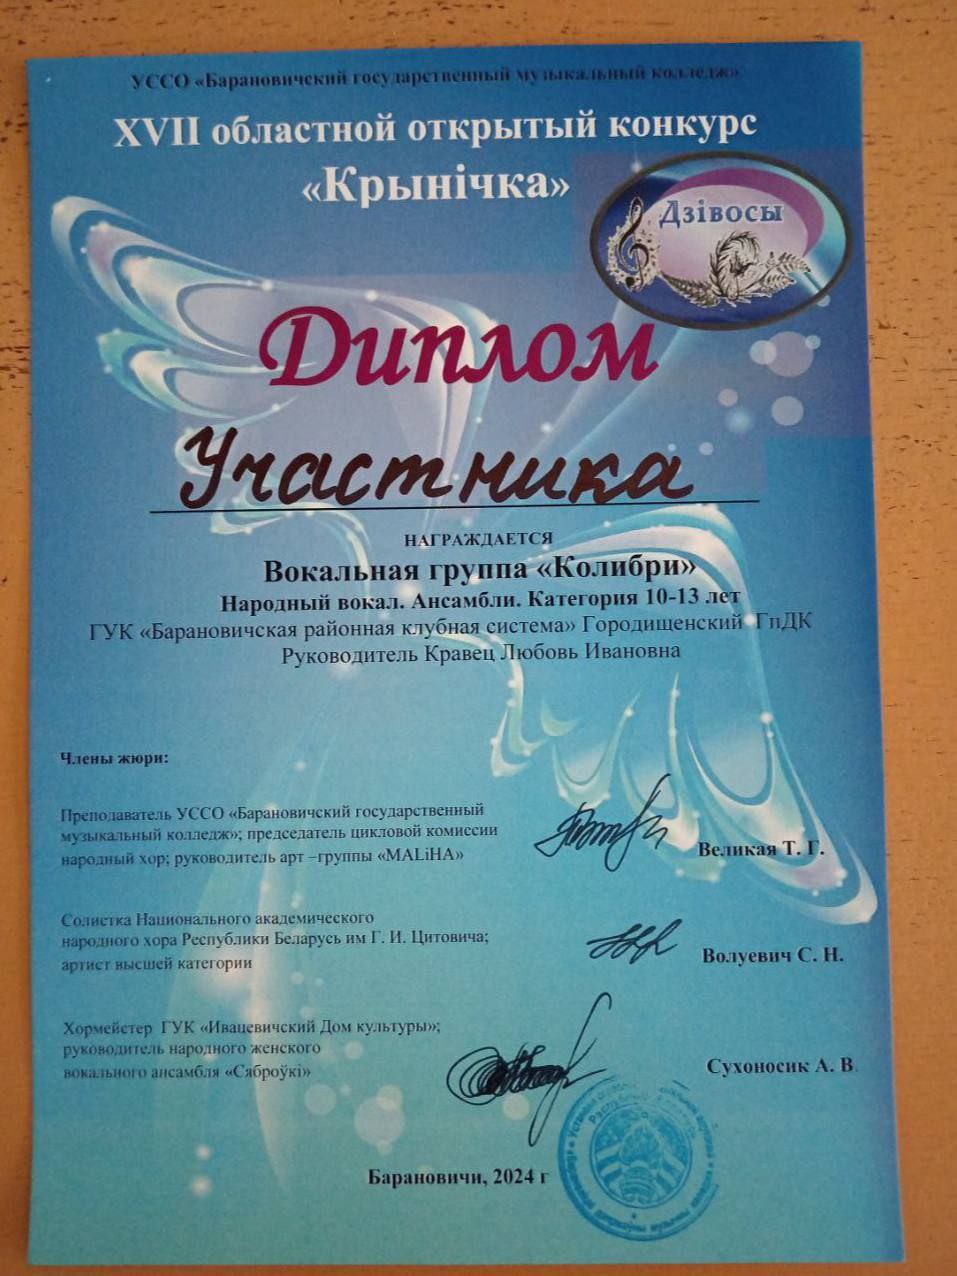 УССО «Барановичский государственный музыкальный колледж»
XVII областной открытый конкурс
«Крынiчка»
Дзiвосы
Диплом
Участника
НАГРАЖДАЕТСЯ
Вокальная группа «Колибри»
Народный вокал. Ансамбли. Категория 10-13 лет
ГУК «Барановичская районная клубная система» Городищенский ГпДК
Руководитель Кравец Любовь Ивановна
Члены жюри:
Преподаватель УССО «Барановичский государственный
музыкальный колледж»; председатель цикловой комиссии
народный хор; руководитель арт –группы «MALiHA»
Великая Т. Г.
Солистка Национального академического
народного хора Республики Беларусь им Г. И. Цитовича;
артист высшей категории
Волуевич С. Н.
Хормейстер ГУК «Ивацевичский Дом культуры»;
руководитель народного женского
вокального ансамбля «Сяброўкi»
Сухоносик А. В.
Барановичи, 2024 г